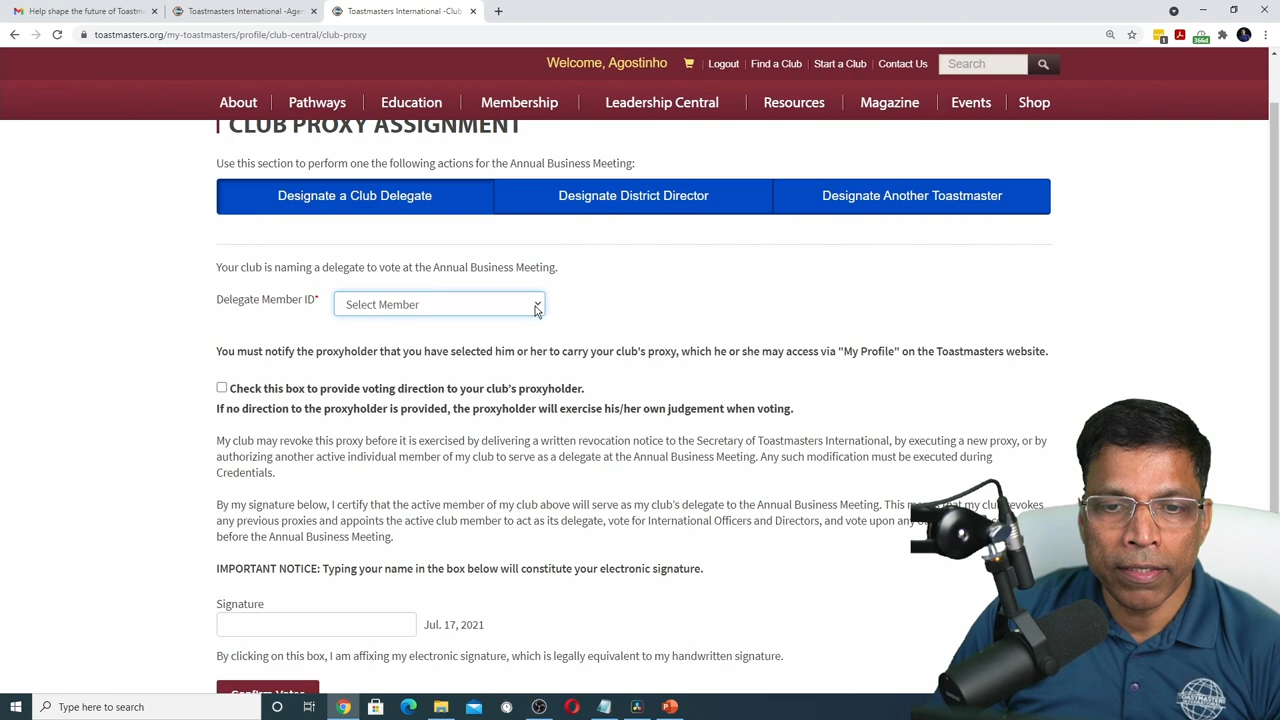 Help shape the future of Toastm
Toastmasters International -Agen
Toastmasters International -Club
toastmasters.org/my-toastmasters/profile/club-central/club-proxy
1
366d
Welcome, Agostinho
Logout
Find a Club
Start a Club
Contact Us
Search
About
Pathways
Education
Membership
Leadership Central
Resources
Magazine
Events
Shop
CLUB PROXY ASSIGNMENT
Use this section to perform one the following actions for the Annual Business Meeting:
Designate a Club Delegate
Designate District Director
Designate Another Toastmaster
Your club is naming a delegate to vote at the Annual Business Meeting.
Delegate Member ID*
Select Member
You must notify the proxyholder that you have selected him or her to carry your club's proxy, which he or she may access via "My Profile" on the Toastmasters website.
Check this box to provide voting direction to your club's proxyholder.
If no direction to the proxyholder is provided, the proxyholder will exercise his/her own judgement when voting.
My club may revoke this proxy before it is exercised by delivering a written revocation notice to the Secretary of Toastmasters International, by executing a new proxy, or by
authorizing another active individual member of my club to serve as a delegate at the Annual Business Meeting. Any such modification must be executed during
Credentials.
By my signature below, I certify that the active member of my club above will serve as my club's delegate to the Annual Business Meeting. This me that my club revokes
any previous proxies and appoints the active club member to act as its delegate, vote for International Officers and Directors, and vote upon any
before the Annual Business Meeting.
IMPORTANT NOTICE: Typing your name in the box below will constitute your electronic signature.
Signature
Jul. 17, 2021
By clicking on this box, I am affixing my electronic signature, which is legally equivalent to my handwritten signature.
Confirm Votes
Type here to search
TOASTMASTERS
INTERNATIONAL